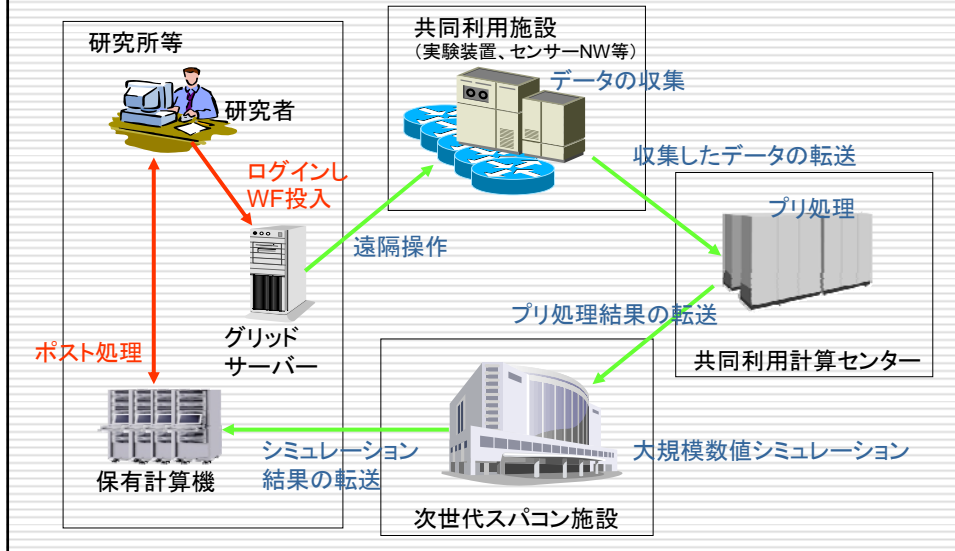 研究所等
研究者
ログインし
WF投入
グリッド
サーバー
ポスト処理
保有計算機
共同利用施設
（実験装置、センサーNW等）
データの収集
遠隔操作
収集したデータの転送
プリ処理
共同利用計算センター
プリ処理結果の転送
大規模数値シミュレーション
次世代スパコン施設
シミュレーション
結果の転送